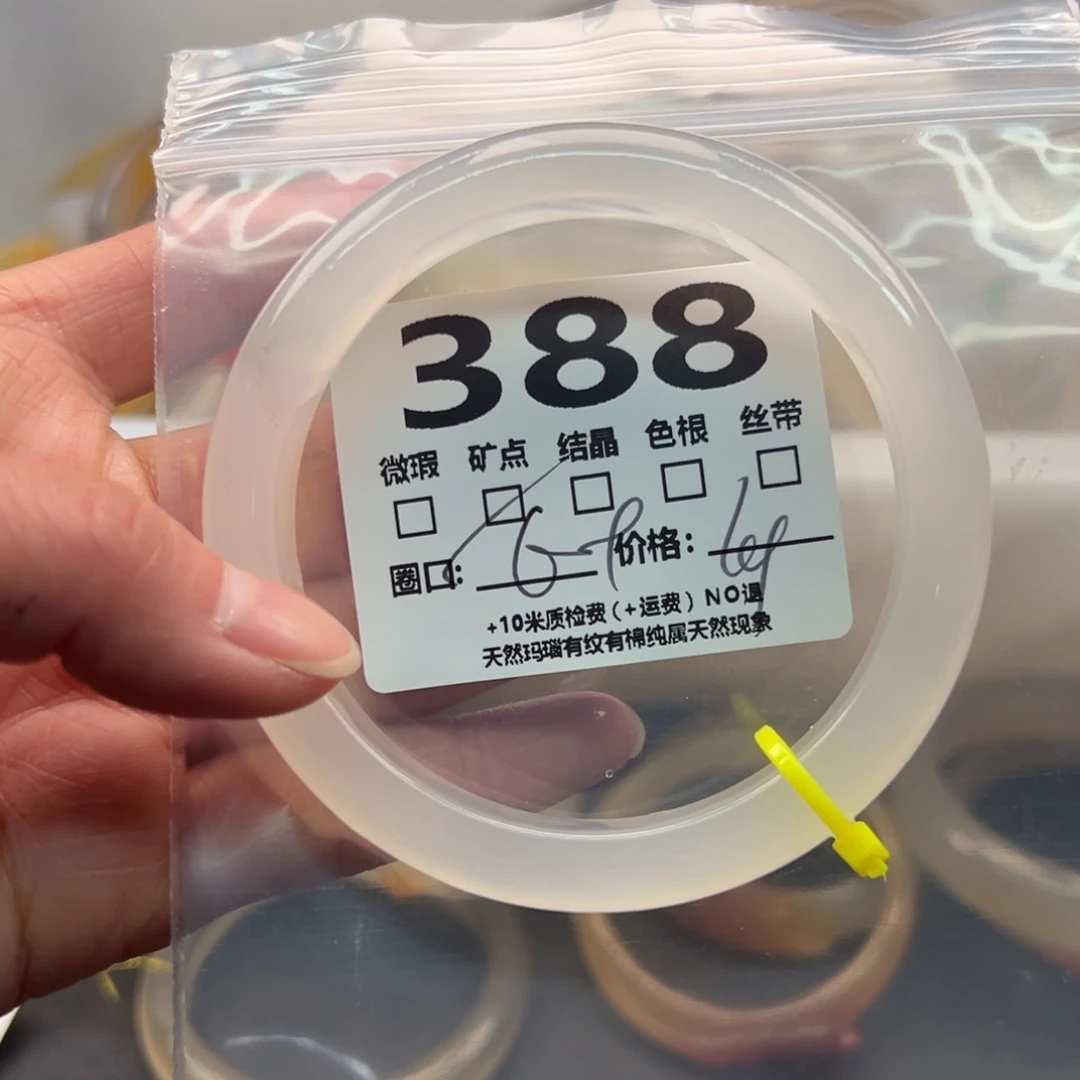 388
微瑕 矿点 结晶 色根 丝带
圈口: 价格:
+10米质检费（+运费）NO退
天然玛瑙有纹有棉纯属天然现象